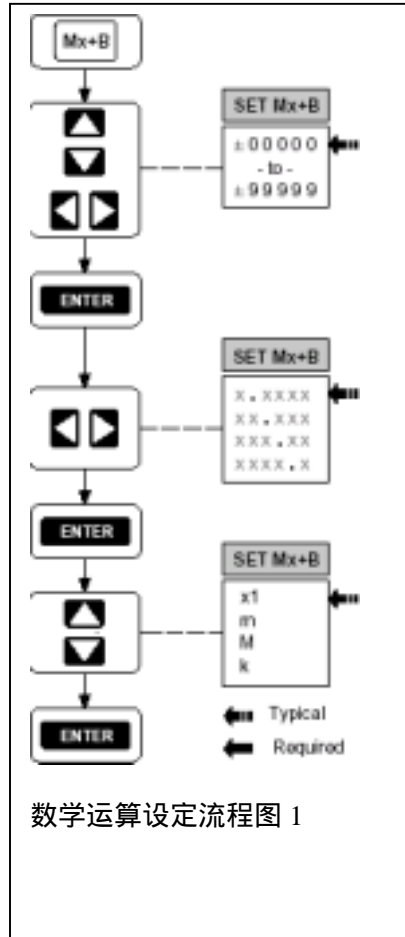 Mx+B
SET Mx+B
±00000
- to -
±99999
ENTER
SET Mx+B
x.xxxx
xx.xxx
xxx.xx
xxxx.x
ENTER
SET Mx+B
x1
m
M
k
Typical
ENTER
Required
数学运算设定流程图 1